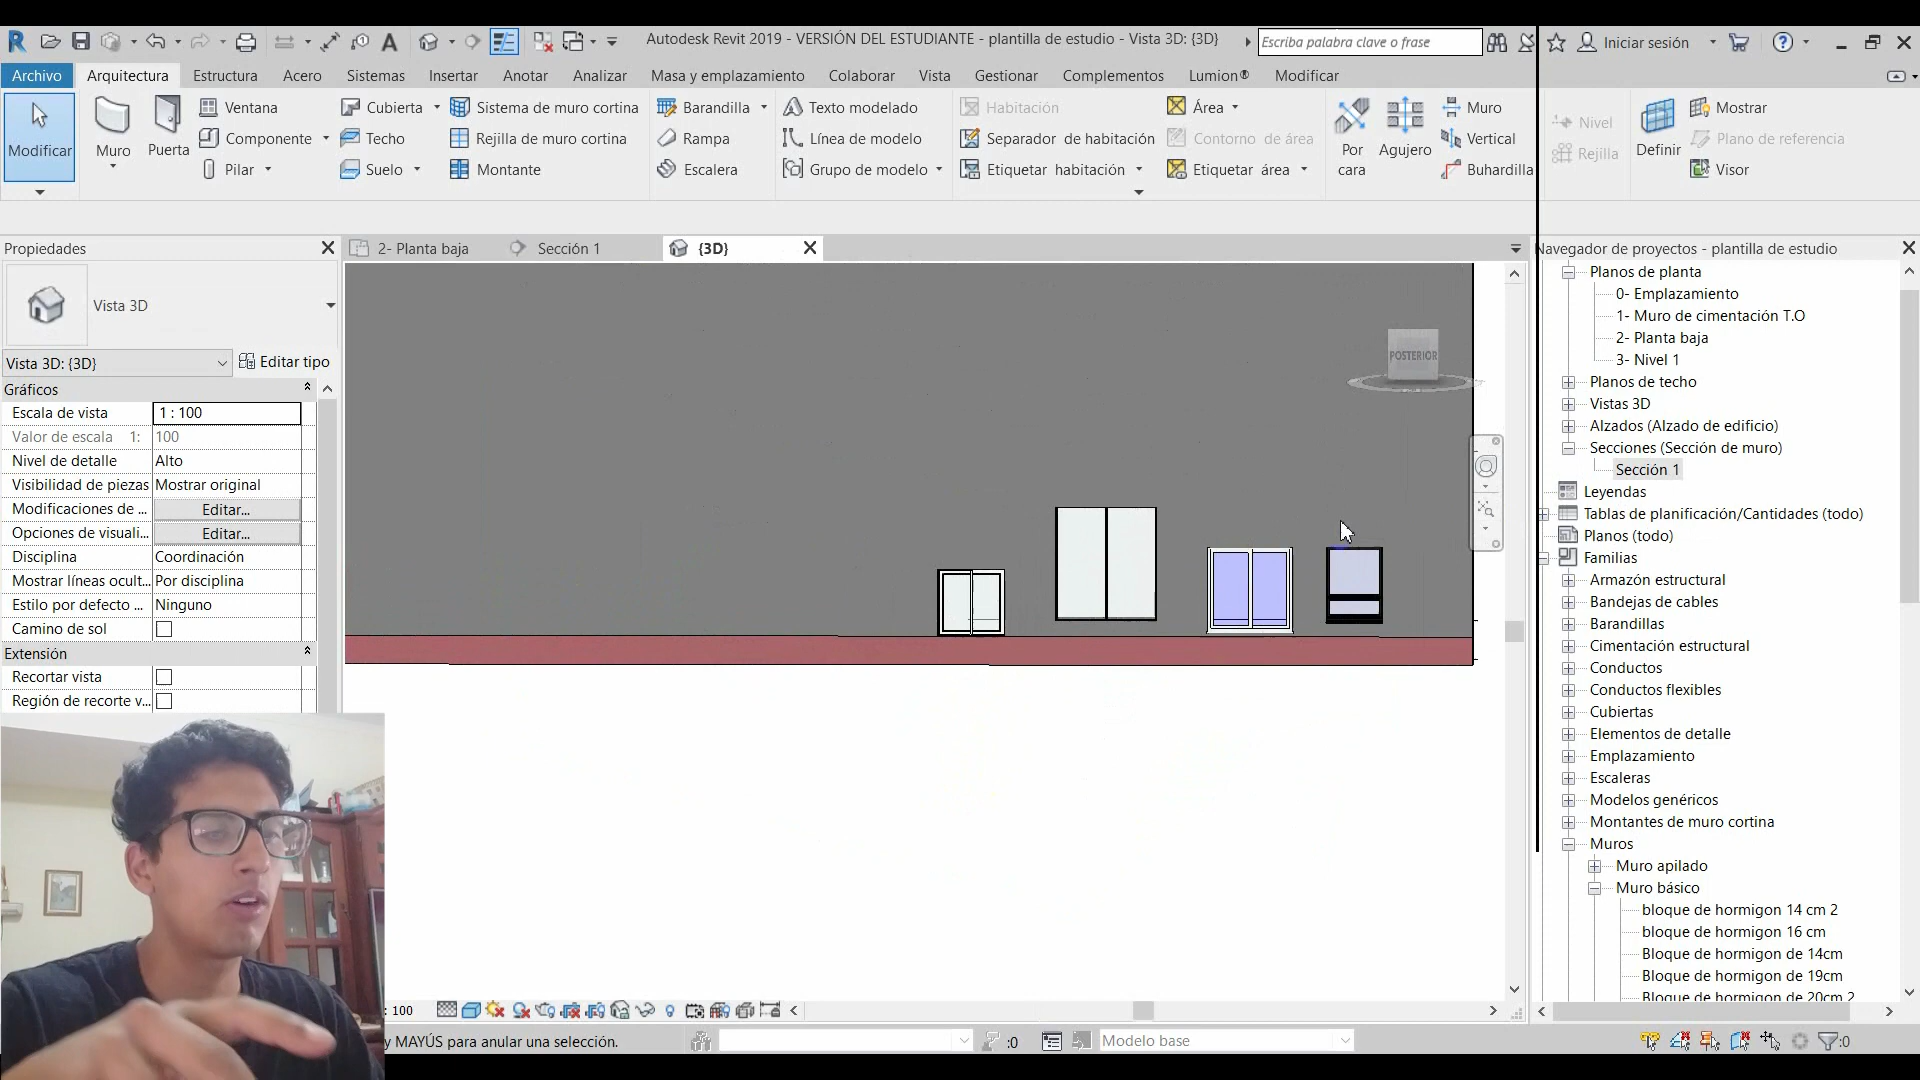 Autodesk Revit 2019 - VERSIÓN DEL ESTUDIANTE - plantilla de estudio - Vista 3D: {3D}
Escriba palabra clave o frase
Iniciar sesión
Archivo
Arquitectura
Estructura
Acero
Sistemas
Insertar
Anotar
Analizar
Masa y emplazamiento
Colaborar
Vista
Gestionar
Complementos
Lumion®
Modificar
Modificar
Muro
Puerta
Ventana
Componente
Pilar
Cubierta
Techo
Suelo
Sistema de muro cortina
Rejilla de muro cortina
Montante
Barandilla
Rampa
Escalera
Texto modelado
Línea de modelo
Grupo de modelo
Habitación
Separador de habitación
Etiquetar habitación
Área
Contorno de área
Etiquetar área
Por
cara
Agujero
Muro
Vertical
Buhardilla
Nivel
Rejilla
Definir
Mostrar
Plano de referencia
Visor
Propiedades
Vista 3D
Vista 3D: {3D}
Editar tipo
Gráficos
Escala de vista
1 : 100
Valor de escala 1:
100
Nivel de detalle
Alto
Visibilidad de piezas
Mostrar original
Modificaciones de ...
Editar...
Opciones de visuali...
Editar...
Disciplina
Coordinación
Mostrar líneas ocult...
Por disciplina
Estilo por defecto ...
Ninguno
Camino de sol
Extensión
Recortar vista
Región de recorte v...
2- Planta baja
Sección 1
{3D}
POSTERIOR
Navegador de proyectos - plantilla de estudio
Planos de planta
0- Emplazamiento
1- Muro de cimentación T.O
2- Planta baja
3- Nivel 1
Planos de techo
Vistas 3D
Alzados (Alzado de edificio)
Secciones (Sección de muro)
Sección 1
Leyendas
Tablas de planificación/Cantidades (todo)
Planos (todo)
Familias
Armazón estructural
Bandejas de cables
Barandillas
Cimentación estructural
Conductos
Conductos flexibles
Cubiertas
Elementos de detalle
Emplazamiento
Escaleras
Modelos genéricos
Montantes de muro cortina
Muros
Muro apilado
Muro básico
bloque de hormigon 14 cm 2
bloque de hormigon 16 cm
Bloque de hormigon de 14cm
Bloque de hormigon de 19cm
Bloque de hormigon de 20cm 2
: 100
y MAYÚS para anular una selección.
:0
Modelo base
:0